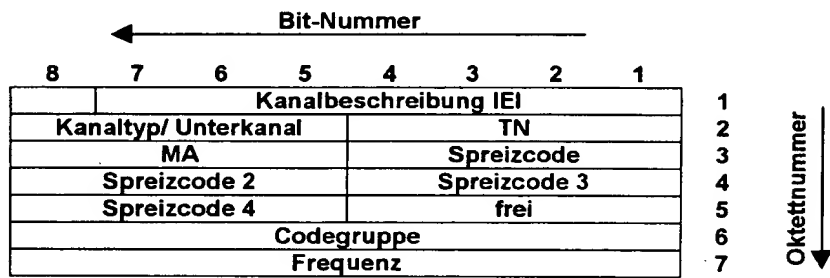 Bit-Nummer
8 7 6 5 4 3 2 1
Kanalbeschreibung IEI 1
Kanaltyp/ Unterkanal TN 2
MA Spreizcode 3
Spreizcode 2 Spreizcode 3 4
Spreizcode 4 frei 5
Codegruppe 6
Frequenz 7
Oktettnummer